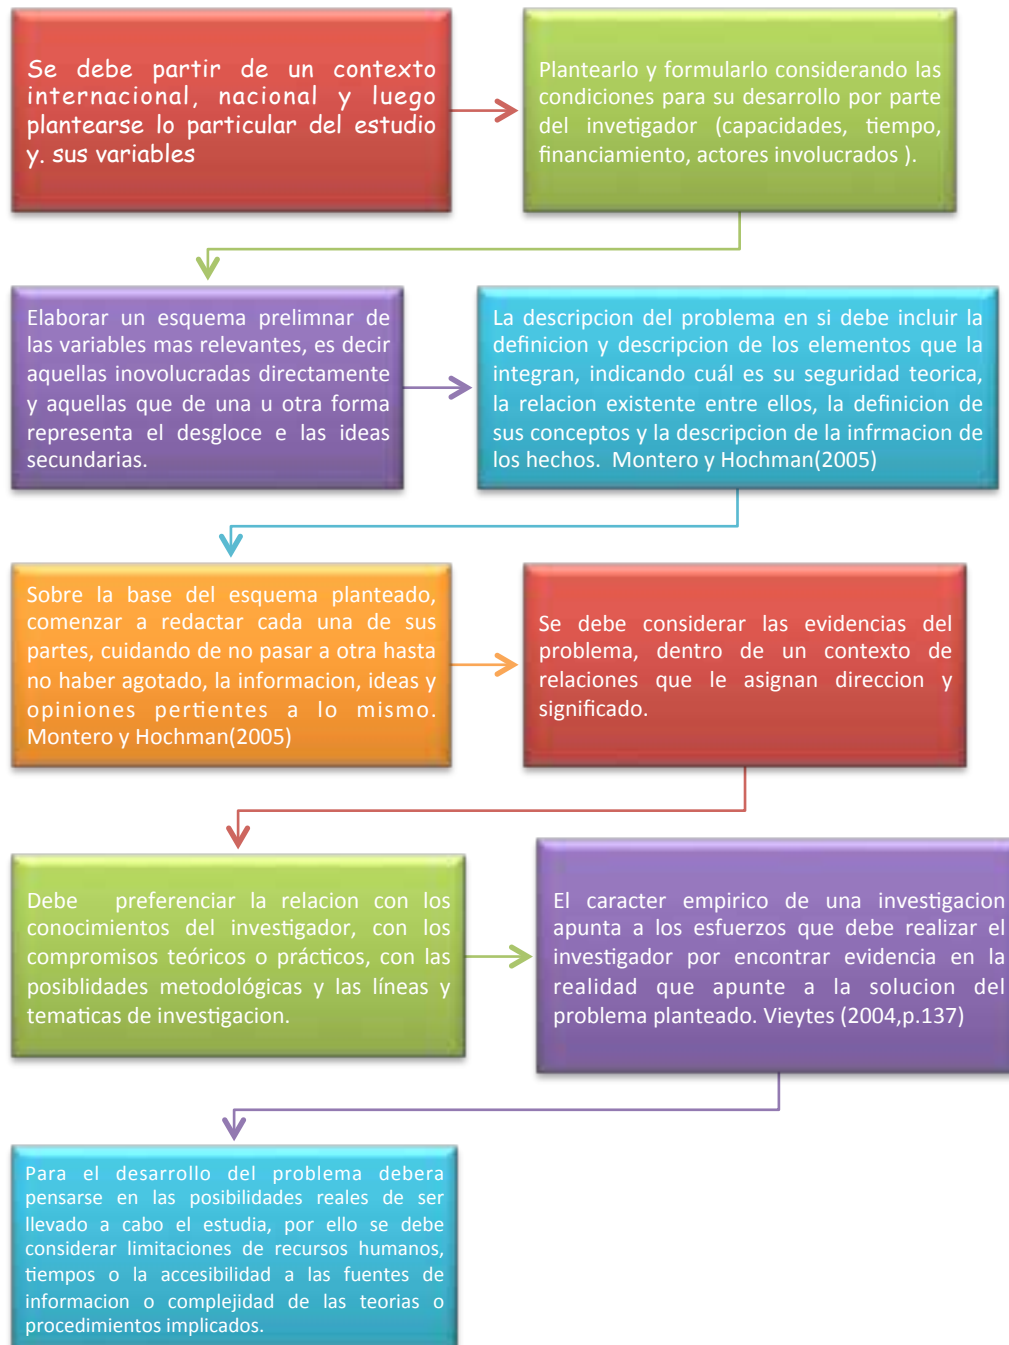 Se debe partir de un contexto
internacional, nacional y luego
plantearse lo particular del estudio
y. sus variables
Plantearlo y formularlo considerando las
condiciones para su desarrollo por parte
del invetigador (capacidades, tiempo,
financiamiento, actores involucrados ).
Elaborar un esquema prelimnar de
las variables mas relevantes, es decir
aquellas inovolucradas directamente
y aquellas que de una u otra forma
representa el desgloce e las ideas
secundarias.
La descripcion del problema en si debe incluir la
definicion y descripcion de los elementos que la
integran, indicando cuál es su seguridad teorica,
la relacion existente entre ellos, la definicion de
sus conceptos y la descripcion de la infrmacion de
los hechos. Montero y Hochman(2005)
Sobre la base del esquema planteado,
comenzar a redactar cada una de sus
partes, cuidando de no pasar a otra hasta
no haber agotado, la informacion, ideas y
opiniones pertientes a lo mismo.
Montero y Hochman(2005)
Se debe considerar las evidencias del
problema, dentro de un contexto de
relaciones que le asignan direccion y
significado.
Debe preferenciar la relacion con los
conocimientos del investigador, con los
compromisos teóricos o prácticos, con las
posiblidades metodológicas y las líneas y
tematicas de investigacion.
El caracter empirico de una investigacion
apunta a los esfuerzos que debe realizar el
investigador por encontrar evidencia en la
realidad que apunte a la solucion del
problema planteado. Vieytes (2004,p.137)
Para el desarrollo del problema debera
pensarse en las posibilidades reales de ser
llevado a cabo el estudia, por ello se debe
considerar limitaciones de recursos humanos,
tiempos o la accesibilidad a las fuentes de
informacion o complejidad de las teorias o
procedimientos implicados.